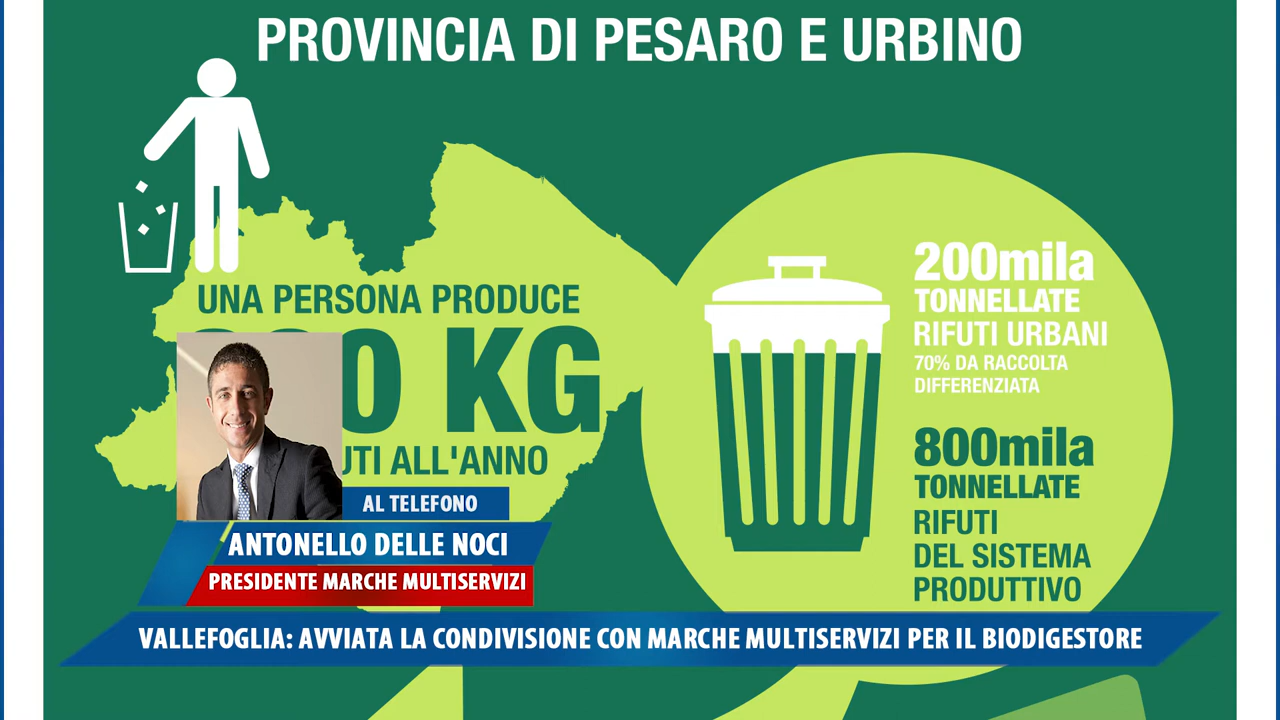 PROVINCIA DI PESARO E URBINO
UNA PERSONA PRODUCE
KG
ALL'ANNO
200mila
TONNELLATE
RIFIUTI URBANI
70% DA RACCOLTA
DIFFERENZIATA
800mila
TONNELLATE
RIFUTI
DEL SISTEMA
PRODUTTIVO
AL TELEFONO
ANTONELLO DELLE NOCI
PRESIDENTE MARCHE MULTISERVIZI
VALLEFOGLIA: AVVIATA LA CONDIVISIONE CON MARCHE MULTISERVIZI PER IL BIODIGESTORE